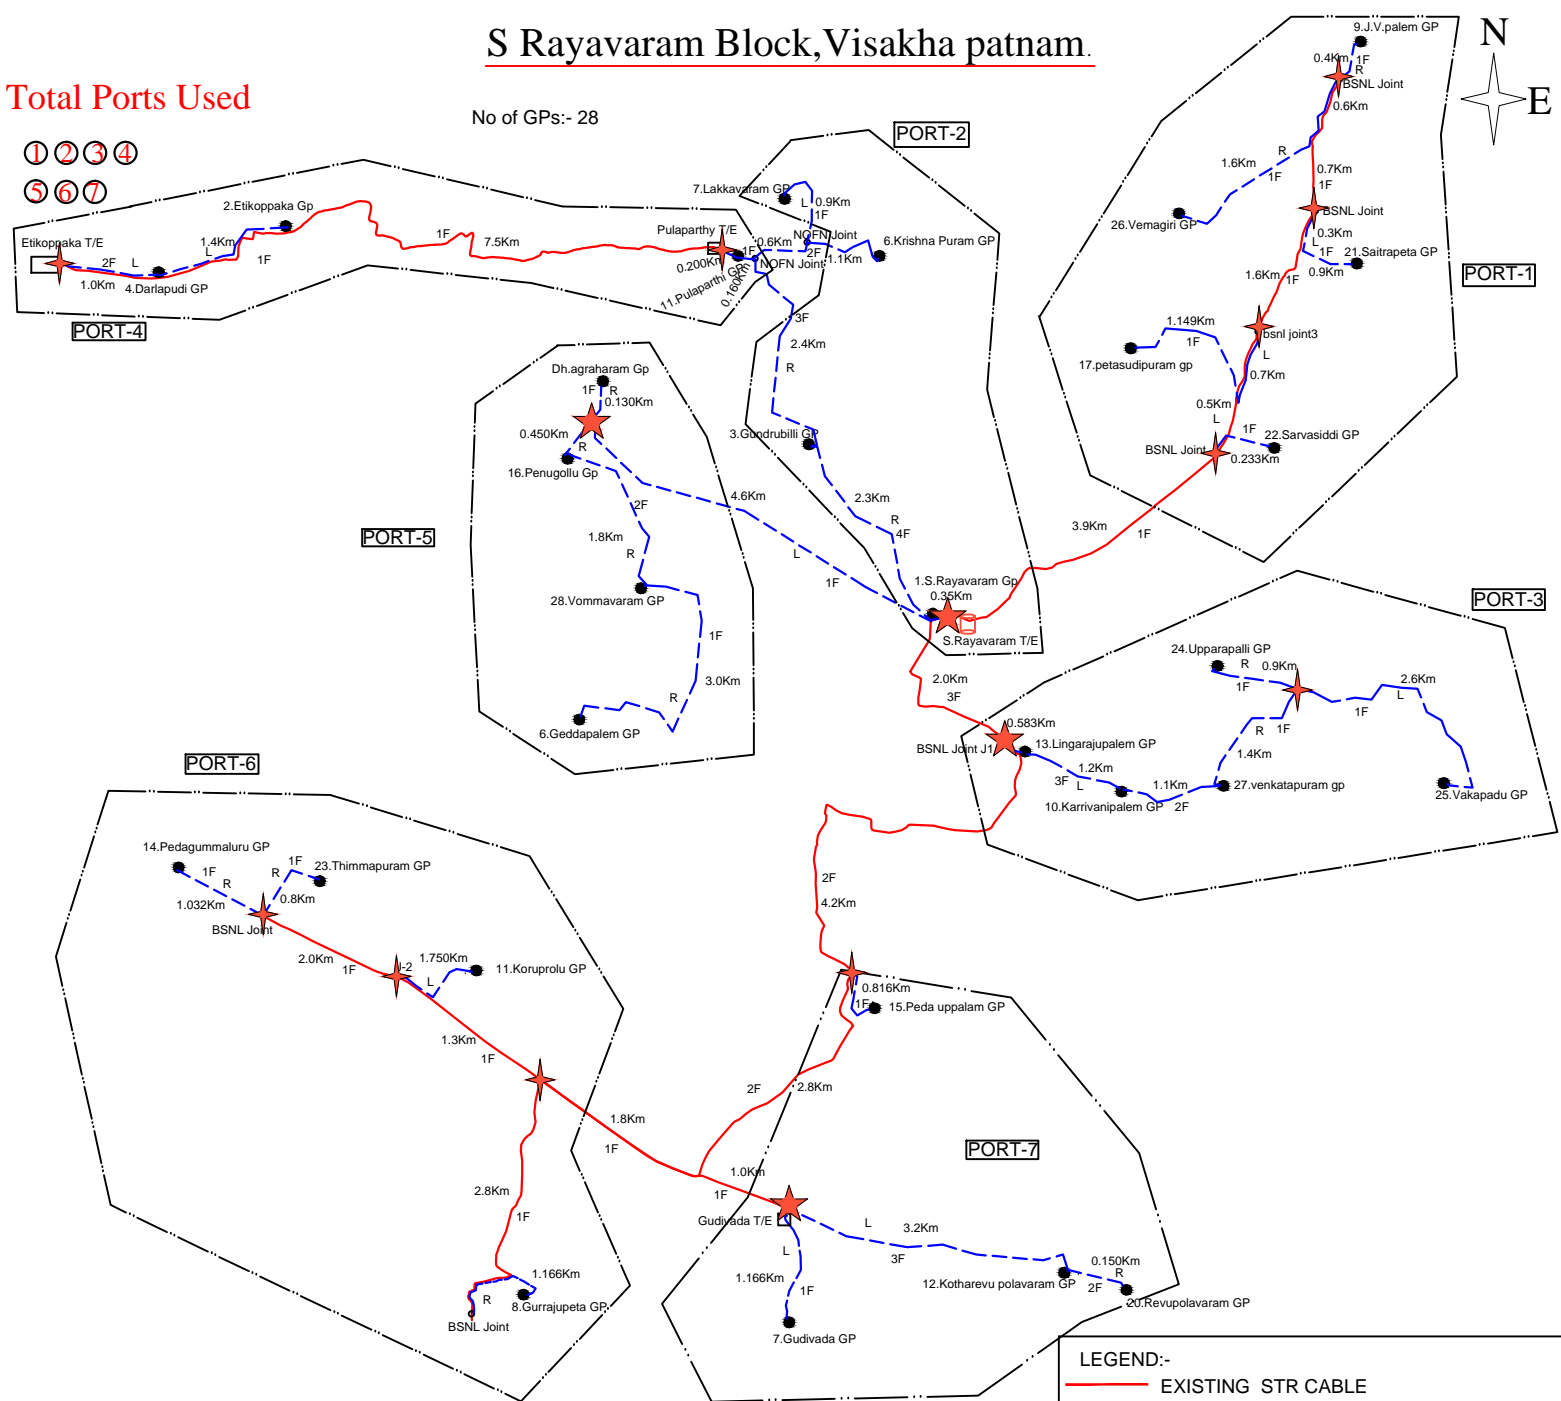 S Rayavaram Block,Visakha patnam.
Total Ports Used
No of GPs:- 28
1 2 3 4
5 6 7
N
E
PORT-2
7.Lakkavaram GP
L
0.9Km
1F
NOFN Joint
6.Krishna Puram GP
0.6Km
2F
1.1Km
Pulaparthy T/E
1F
0.200Km
NOFN Joint
11.Pulaparthi GP
0.160Km
3F
2.4Km
R
3.Gundrubilli GP
2.3Km
R
4F
1.S.Rayavaram Gp
0.35Km
S.Rayavaram T/E
2.Etikoppaka Gp
Etikoppaka T/E
1.4Km
L
L
2F
1F
1.0Km
4.Darlapudi GP
1F
7.5Km
PORT-4
9.J.V.palem GP
0.4Km
1F
R
BSNL Joint
0.6Km
R
1.6Km
1F
0.7Km
1F
BSNL Joint
26.Vemagiri GP
0.3Km
L
1F
21.Saitrapeta GP
0.9Km
PORT-1
1.6Km
1F
1.149Km
1F
bsnl joint3
17.petasudipuram gp
L
0.7Km
0.5Km
L
1F
22.Sarvasiddi GP
BSNL Joint
0.233Km
3.9Km
1F
Dh.agraharam Gp
1F
R
0.130Km
0.450Km
R
16.Penugollu Gp
2F
4.6Km
PORT-5
1.8Km
R
L
1F
28.Vommavaram GP
1F
3.0Km
R
6.Geddapalem GP
PORT-3
2.0Km
3F
24.Upparapalli GP
R
0.9Km
1F
2.6Km
L
1F
0.583Km
BSNL Joint J1
13.Lingarajupalem GP
R
1F
1.2Km
1.4Km
3F
L
1.1Km
27.venkatapuram gp
10.Karrivanipalem GP
2F
25.Vakapadu GP
PORT-6
14.Pedagummaluru GP
1F
R
1F
23.Thimmapuram GP
R
1.032Km
0.8Km
BSNL Joint
2.0Km
1F
J-2
1.750Km
L
11.Koruprolu GP
1.3Km
1F
2F
4.2Km
0.816Km
1F
15.Peda uppalam GP
2F
2.8Km
1.8Km
1F
PORT-7
1.0Km
1F
2.8Km
1F
Gudivada T/E
L
L
3.2Km
3F
1.166Km
1F
0.150Km
R
12.Kotharevu polavaram GP
2F
20.Revupolavaram GP
7.Gudivada GP
1.166Km
R
8.Gurrajupeta GP
BSNL Joint
LEGEND:-
EXISTING STR CABLE